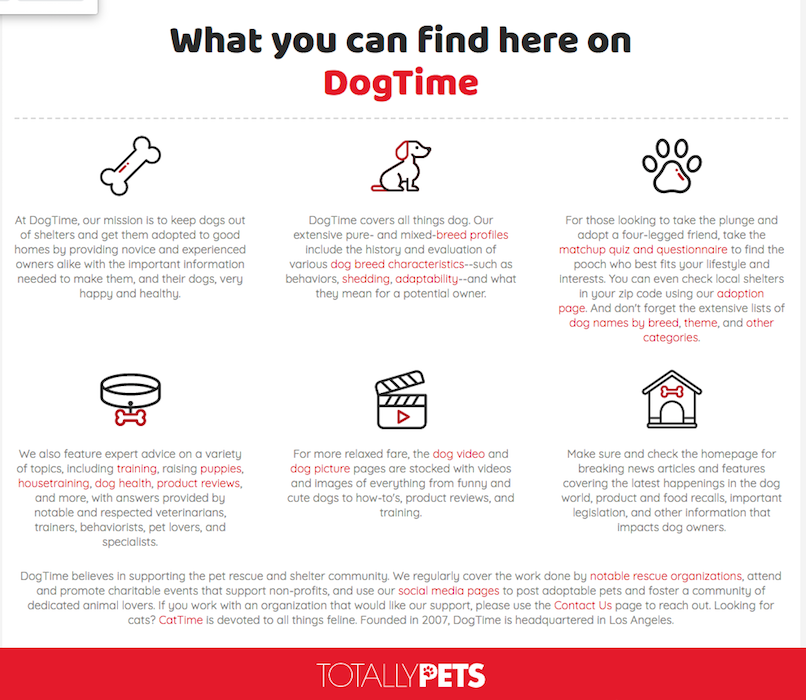 What you can find here on
DogTime
At DogTime, our mission is to keep dogs out
of shelters and get them adopted to good
homes by providing novice and experienced
owners alike with the important information
needed to make them, and their dogs, very
happy and healthy.
DogTime covers all things dog. Our
extensive pure- and mixed-breed profiles
include the history and evaluation of
various dog breed characteristics--such as
behaviors, shedding, adaptability--and what
they mean for a potential owner.
For those looking to take the plunge and
adopt a four-legged friend, take the
matchup quiz and questionnaire to find the
pooch who best fits your lifestyle and
interests. You can even check local shelters
in your zip code using our adoption
page. And don't forget the extensive lists of
dog names by breed, theme, and other
categories.
We also feature expert advice on a variety
of topics, including training, raising puppies,
housetraining, dog health, product reviews,
and more, with answers provided by
notable and respected veterinarians,
trainers, behaviorists, pet lovers, and
specialists.
For more relaxed fare, the dog video and
dog picture pages are stocked with videos
and images of everything from funny and
cute dogs to how-to's, product reviews, and
training.
Make sure and check the homepage for
breaking news articles and features
covering the latest happenings in the dog
world, product and food recalls, important
legislation, and other information that
impacts dog owners.
DogTime believes in supporting the pet rescue and shelter community. We regularly cover the work done by notable rescue organizations, attend
and promote charitable events that support non-profits, and use our social media pages to post adoptable pets and foster a community of
dedicated animal lovers. If you work with an organization that would like our support, please use the Contact Us page to reach out. Looking for
cats? CatTime is devoted to all things feline. Founded in 2007, DogTime is headquartered in Los Angeles.
TOTALLYPETS